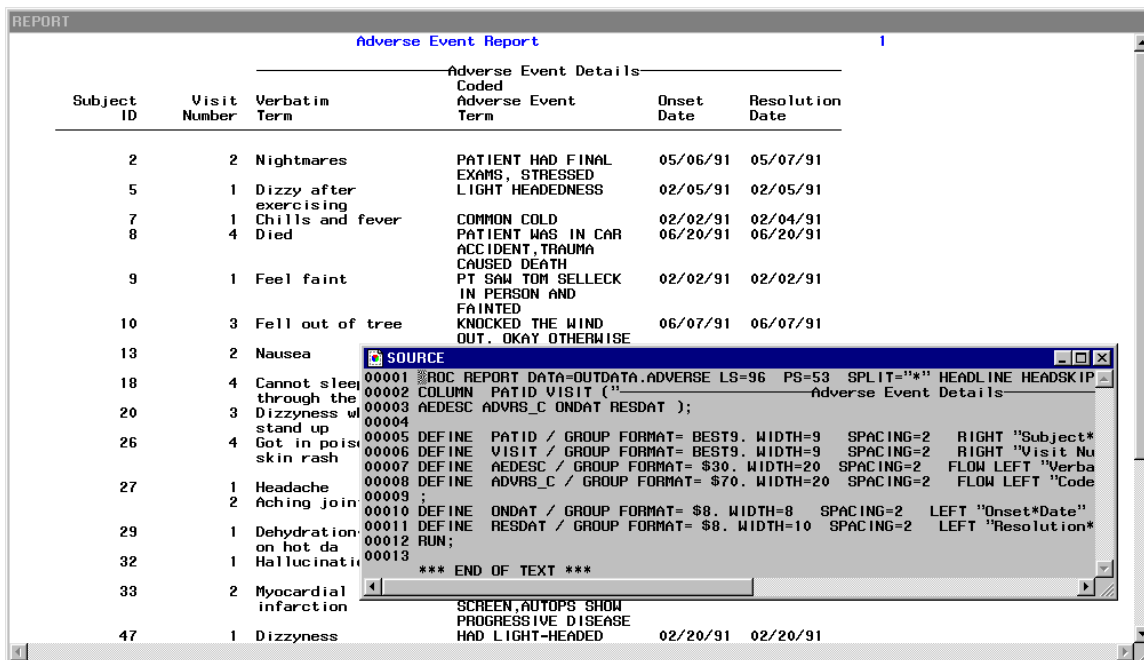 REPORT
Adverse Event Report 1
Adverse Event Details
Coded
Subject Visit Verbatim Adverse Event Onset Resolution
ID Number Term Term Date Date
2 2 Nightmares PATIENT HAD FINAL 05/06/91 05/07/91
EXAMS, STRESSED
5 1 Dizzy after LIGHT HEADEDNESS 02/05/91 02/05/91
exercising
7 1 Chills and fever COMMON COLD 02/02/91 02/04/91
8 4 Died PATIENT WAS IN CAR 06/20/91 06/20/91
ACCIDENT,TRAUMA
CAUSED DEATH
9 1 Feel faint PT SAW TOM SELLECK 02/02/91 02/02/91
IN PERSON AND
FAINTED
10 3 Fell out of tree KNOCKED THE WIND 06/07/91 06/07/91
OUT. OKAY OTHERWISE
13 2 Nausea
18 4 Cannot sleep
through the
20 3 Dizzyness wh
stand up
26 4 Got in pois
skin rash
27 1 Headache
2 Aching join
29 1 Dehydration
on hot da
32 1 Hallucinati
33 2 Myocardial
infarction SCREEN,AUTOPS SHOW
PROGRESSIVE DISEASE
47 1 Dizzyness HAD LIGHT-HEADED 02/20/91 02/20/91
SOURCE
00001 PROC REPORT DATA=OUTDATA.ADVERSE LS=96 PS=53 SPLIT="*" HEADLINE HEADSKIP
00002 COLUMN PATID VISIT ("Adverse Event Details
00003 AEDESC ADVRS_C ONDAT RESDAT );
00004
00005 DEFINE PATID / GROUP FORMAT= BEST9. WIDTH=9 SPACING=2 RIGHT "Subject*
00006 DEFINE VISIT / GROUP FORMAT= BEST9. WIDTH=9 SPACING=2 RIGHT "Visit Nu
00007 DEFINE AEDESC / GROUP FORMAT= $30. WIDTH=20 SPACING=2 FLOW LEFT "Verba
00008 DEFINE ADVRS_C / GROUP FORMAT= $70. WIDTH=20 SPACING=2 FLOW LEFT "Code
00009 ;
00010 DEFINE ONDAT / GROUP FORMAT= $8. WIDTH=8 SPACING=2 LEFT "Onset*Date"
00011 DEFINE RESDAT / GROUP FORMAT= $8. WIDTH=10 SPACING=2 LEFT "Resolution*
00012 RUN;
00013
*** END OF TEXT ***